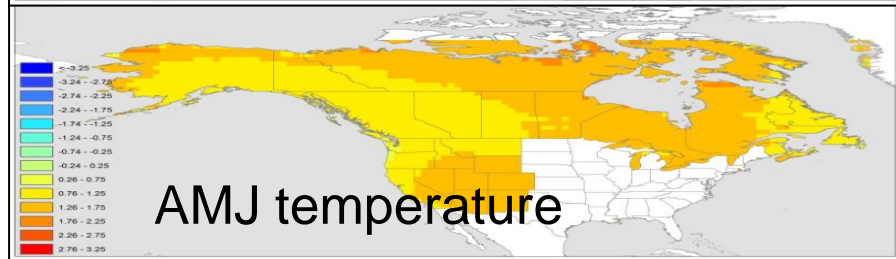 <-3.25
-3.24 - -2.75
-2.74 - -2.25
-2.24 - -1.75
-1.74 - -1.25
-1.24 - -0.75
-0.74 - -0.25
-0.24 - 0.25
0.26 - 0.75
0.76 - 1.25
1.26 - 1.75
1.76 - 2.25
2.26 - 2.75
2.76 - 3.25
AMJ temperature